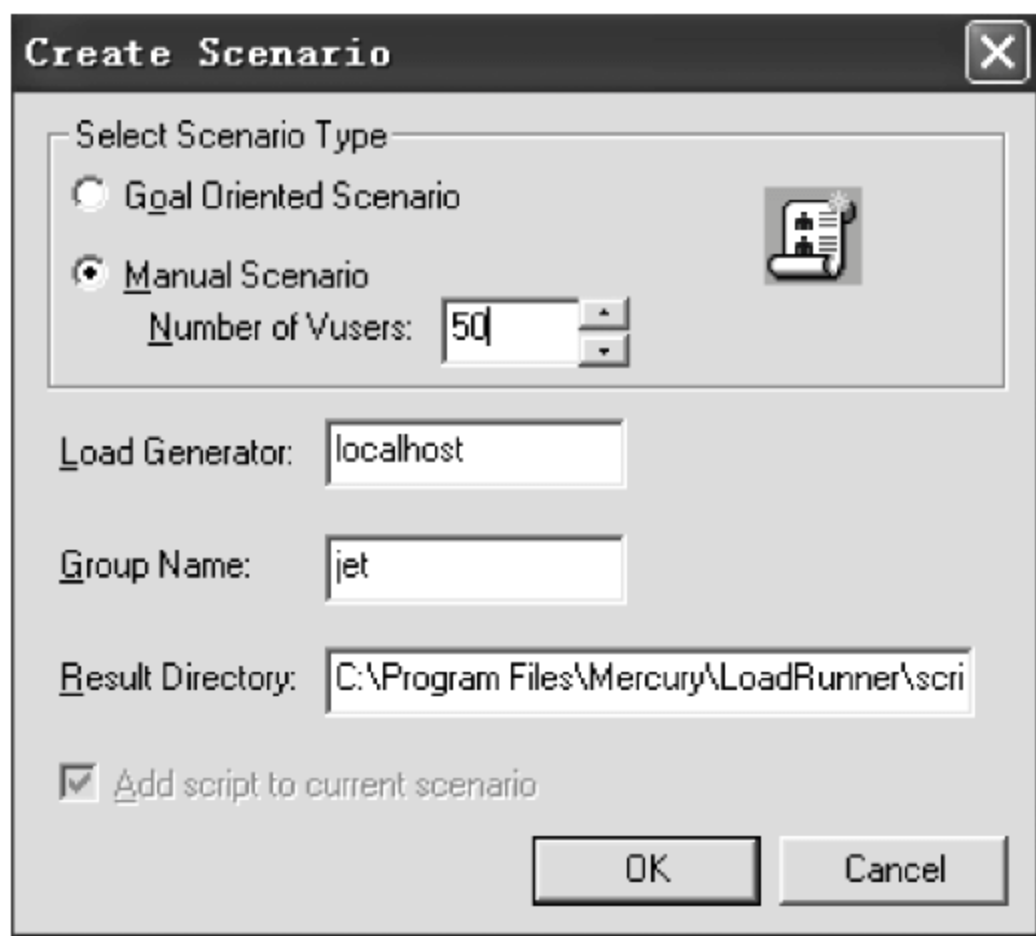 Create Scenario
Select Scenario Type
Goal Oriented Scenario
Manual Scenario
Number of Vusers: 50
Load Generator: localhost
Group Name: jet
Result Directory: C:\Program Files\Mercury\LoadRunner\scri
Add script to current scenario
OK Cancel